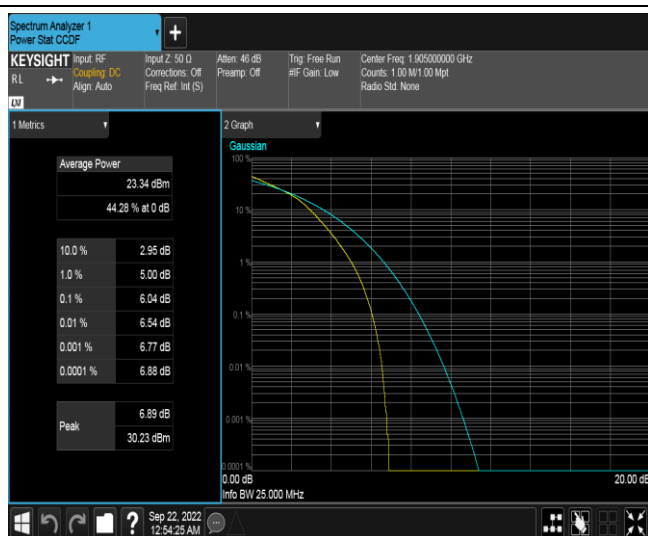 Spectrum Analyzer 1
Power Stat CCDF
+
KEYSIGHT
RL
LXI
Input: RF
Coupling: DC
Align: Auto
Input Z: 50 Ω
Corrections: Off
Freq Ref: Int (S)
Atten: 46 dB
Preamp: Off
Trig: Free Run
#IF Gain: Low
Center Freq: 1.905000000 GHz
Counts: 1.00 M/1.00 Mpt
Radio Std: None
1 Metrics
Average Power
23.34 dBm
44.28 % at 0 dB
10.0 % 2.95 dB
1.0 % 5.00 dB
0.1 % 6.04 dB
0.01 % 6.54 dB
0.001 % 6.77 dB
0.0001 % 6.88 dB
Peak
6.89 dB
30.23 dBm
2 Graph
Gaussian
100 %
10 %
1 %
0.1 %
0.01 %
0.001 %
0.0001 %
0.00 dB
20.00 dB
Info BW 25.000 MHz
?
Sep 22, 2022
12:54:25 AM